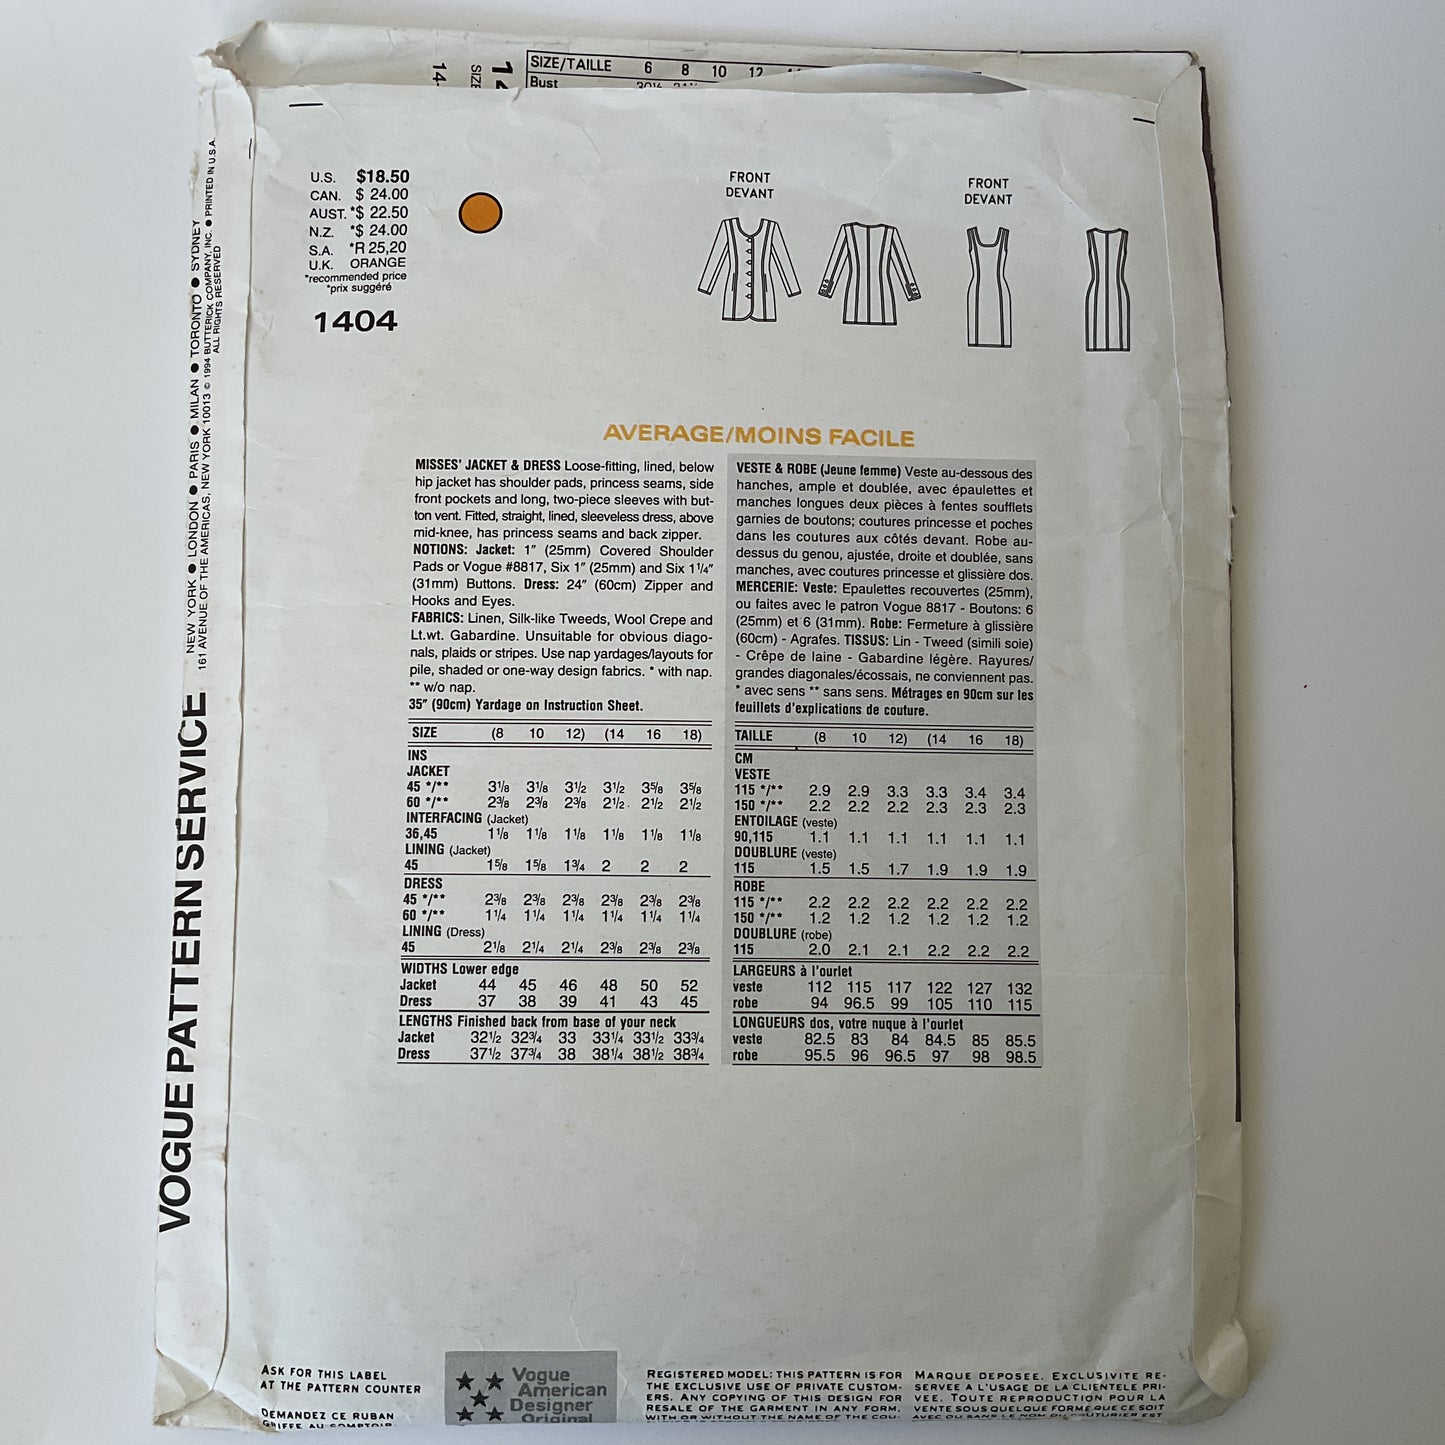 SIZE/TAILLE 6 8 10 12
Bust 30½
SIZE
14-
U.S. $18.50
CAN. $ 24.00
AUST. *$ 22.50
N.Z. *$ 24.00
S.A. *R 25,20
U.K. ORANGE
*recommended price
*prix suggéré
1404
FRONT
DEVANT
FRONT
DEVANT
AVERAGE/MOINS FACILE
MISSES' JACKET & DRESS Loose-fitting, lined, below
hip jacket has shoulder pads, princess seams, side
front pockets and long, two-piece sleeves with but-
ton vent. Fitted, straight, lined, sleeveless dress, above
mid-knee, has princess seams and back zipper.
NOTIONS: Jacket: 1" (25mm) Covered Shoulder
Pads or Vogue #8817, Six 1" (25mm) and Six 1¼"
(31mm) Buttons. Dress: 24" (60cm) Zipper and
Hooks and Eyes.
FABRICS: Linen, Silk-like Tweeds, Wool Crepe and
Lt.wt. Gabardine. Unsuitable for obvious diago-
nals, plaids or stripes. Use nap yardages/layouts for
pile, shaded or one-way design fabrics. * with nap.
** w/o nap.
35" (90cm) Yardage on Instruction Sheet.
SIZE (8 10 12) (14 16 18)
INS
JACKET
45 */** 3⅛ 3⅛ 3½ 3½ 3⅝ 3⅝
60 */** 2⅜ 2⅜ 2⅜ 2½ 2½ 2½
INTERFACING (Jacket)
36,45 1⅛ 1⅛ 1⅛ 1⅛ 1⅛ 1⅛
LINING (Jacket)
45 1⅝ 1⅝ 1¾ 2 2 2
DRESS
45 */** 2⅜ 2⅜ 2⅜ 2⅜ 2⅜ 2⅜
60 */** 1¼ 1¼ 1¼ 1¼ 1¼ 1¼
LINING (Dress)
45 2⅛ 2¼ 2¼ 2⅜ 2⅜ 2⅜
WIDTHS Lower edge
Jacket 44 45 46 48 50 52
Dress 37 38 39 41 43 45
LENGTHS Finished back from base of your neck
Jacket 32½ 32¾ 33 33¼ 33½ 33¾
Dress 37½ 37¾ 38 38¼ 38½ 38¾
VESTE & ROBE (Jeune femme) Veste au-dessous des
hanches, ample et doublée, avec épaulettes et
manches longues deux pièces à fentes soufflets
garnies de boutons; coutures princesse et poches
dans les coutures aux côtés devant. Robe au-
dessus du genou, ajustée, droite et doublée, sans
manches, avec coutures princesse et glissière dos.
MERCERIE: Veste: Epaulettes recouvertes (25mm),
ou faites avec le patron Vogue 8817 - Boutons: 6
(25mm) et 6 (31mm). Robe: Fermeture à glissière
(60cm) - Agrafes. TISSUS: Lin - Tweed (simili soie)
- Crêpe de laine - Gabardine légère. Rayures/
grandes diagonales/écossais, ne conviennent pas.
* avec sens ** sans sens. Métrages en 90cm sur les
feuillets d'explications de couture.
TAILLE (8 10 12) (14 16 18)
CM
VESTE
115 */** 2.9 2.9 3.3 3.3 3.4 3.4
150 */** 2.2 2.2 2.2 2.3 2.3 2.3
ENTOILAGE (veste)
90,115 1.1 1.1 1.1 1.1 1.1 1.1
DOUBLURE (veste)
115 1.5 1.5 1.7 1.9 1.9 1.9
ROBE
115 */** 2.2 2.2 2.2 2.2 2.2 2.2
150 */** 1.2 1.2 1.2 1.2 1.2 1.2
DOUBLURE (robe)
115 2.0 2.1 2.1 2.2 2.2 2.2
LARGEURS à l'ourlet
veste 112 115 117 122 127 132
robe 94 96.5 99 105 110 115
LONGUEURS dos, votre nuque à l'ourlet
veste 82.5 83 84 84.5 85 85.5
robe 95.5 96 96.5 97 98 98.5
VOGUE PATTERN SERVICE
NEW YORK ● LONDON ● PARIS ● MILAN ● TORONTO ● SYDNEY
161 AVENUE OF THE AMERICAS, NEW YORK 10013 © 1994 BUTTERICK COMPANY, INC. ● PRINTED IN U.S.A.
ALL RIGHTS RESERVED
ASK FOR THIS LABEL
AT THE PATTERN COUNTER
DEMANDEZ CE RUBAN
GRIFFE AU COMPTOIR
Vogue
American
Designer
Original
REGISTERED MODEL: THIS PATTERN IS FOR
THE EXCLUSIVE USE OF PRIVATE CUSTOM-
ERS. ANY COPYING OF THIS DESIGN FOR
RESALE OF THE GARMENT IN ANY FORM,
WITH OR WITHOUT THE NAME OF THE COU-
MARQUE DEPOSEE. EXCLUSIVITE RE-
SERVEE A L'USAGE DE LA CLIENTELE PRI-
VEE. TOUTE REPRODUCTION POUR LA
VENTE SOUS QUELQUE FORME QUE CE SOIT
AVEC OU SANS LE NOM DU COUTURIER EST